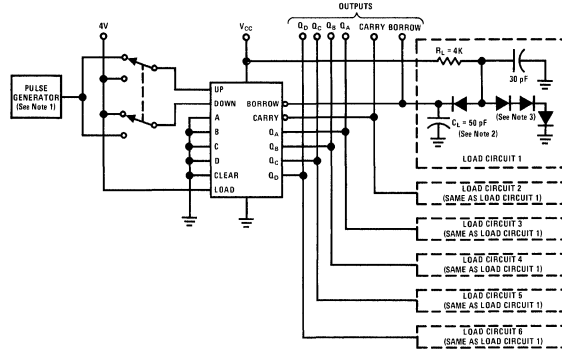 OUTPUTS
4V
VCC
QD QC QB QA CARRY BORROW
RL = 4K
30 pF
PULSE
GENERATOR
(See Note 1)
UP
DOWN
A
B
C
D
CLEAR
LOAD
BORROW
CARRY
QA
QB
QC
QD
CL = 50 pF
(See Note 2)
(See Note 3)
LOAD CIRCUIT 1
LOAD CIRCUIT 2
(SAME AS LOAD CIRCUIT 1)
LOAD CIRCUIT 3
(SAME AS LOAD CIRCUIT 1)
LOAD CIRCUIT 4
(SAME AS LOAD CIRCUIT 1)
LOAD CIRCUIT 5
(SAME AS LOAD CIRCUIT 1)
LOAD CIRCUIT 6
(SAME AS LOAD CIRCUIT 1)